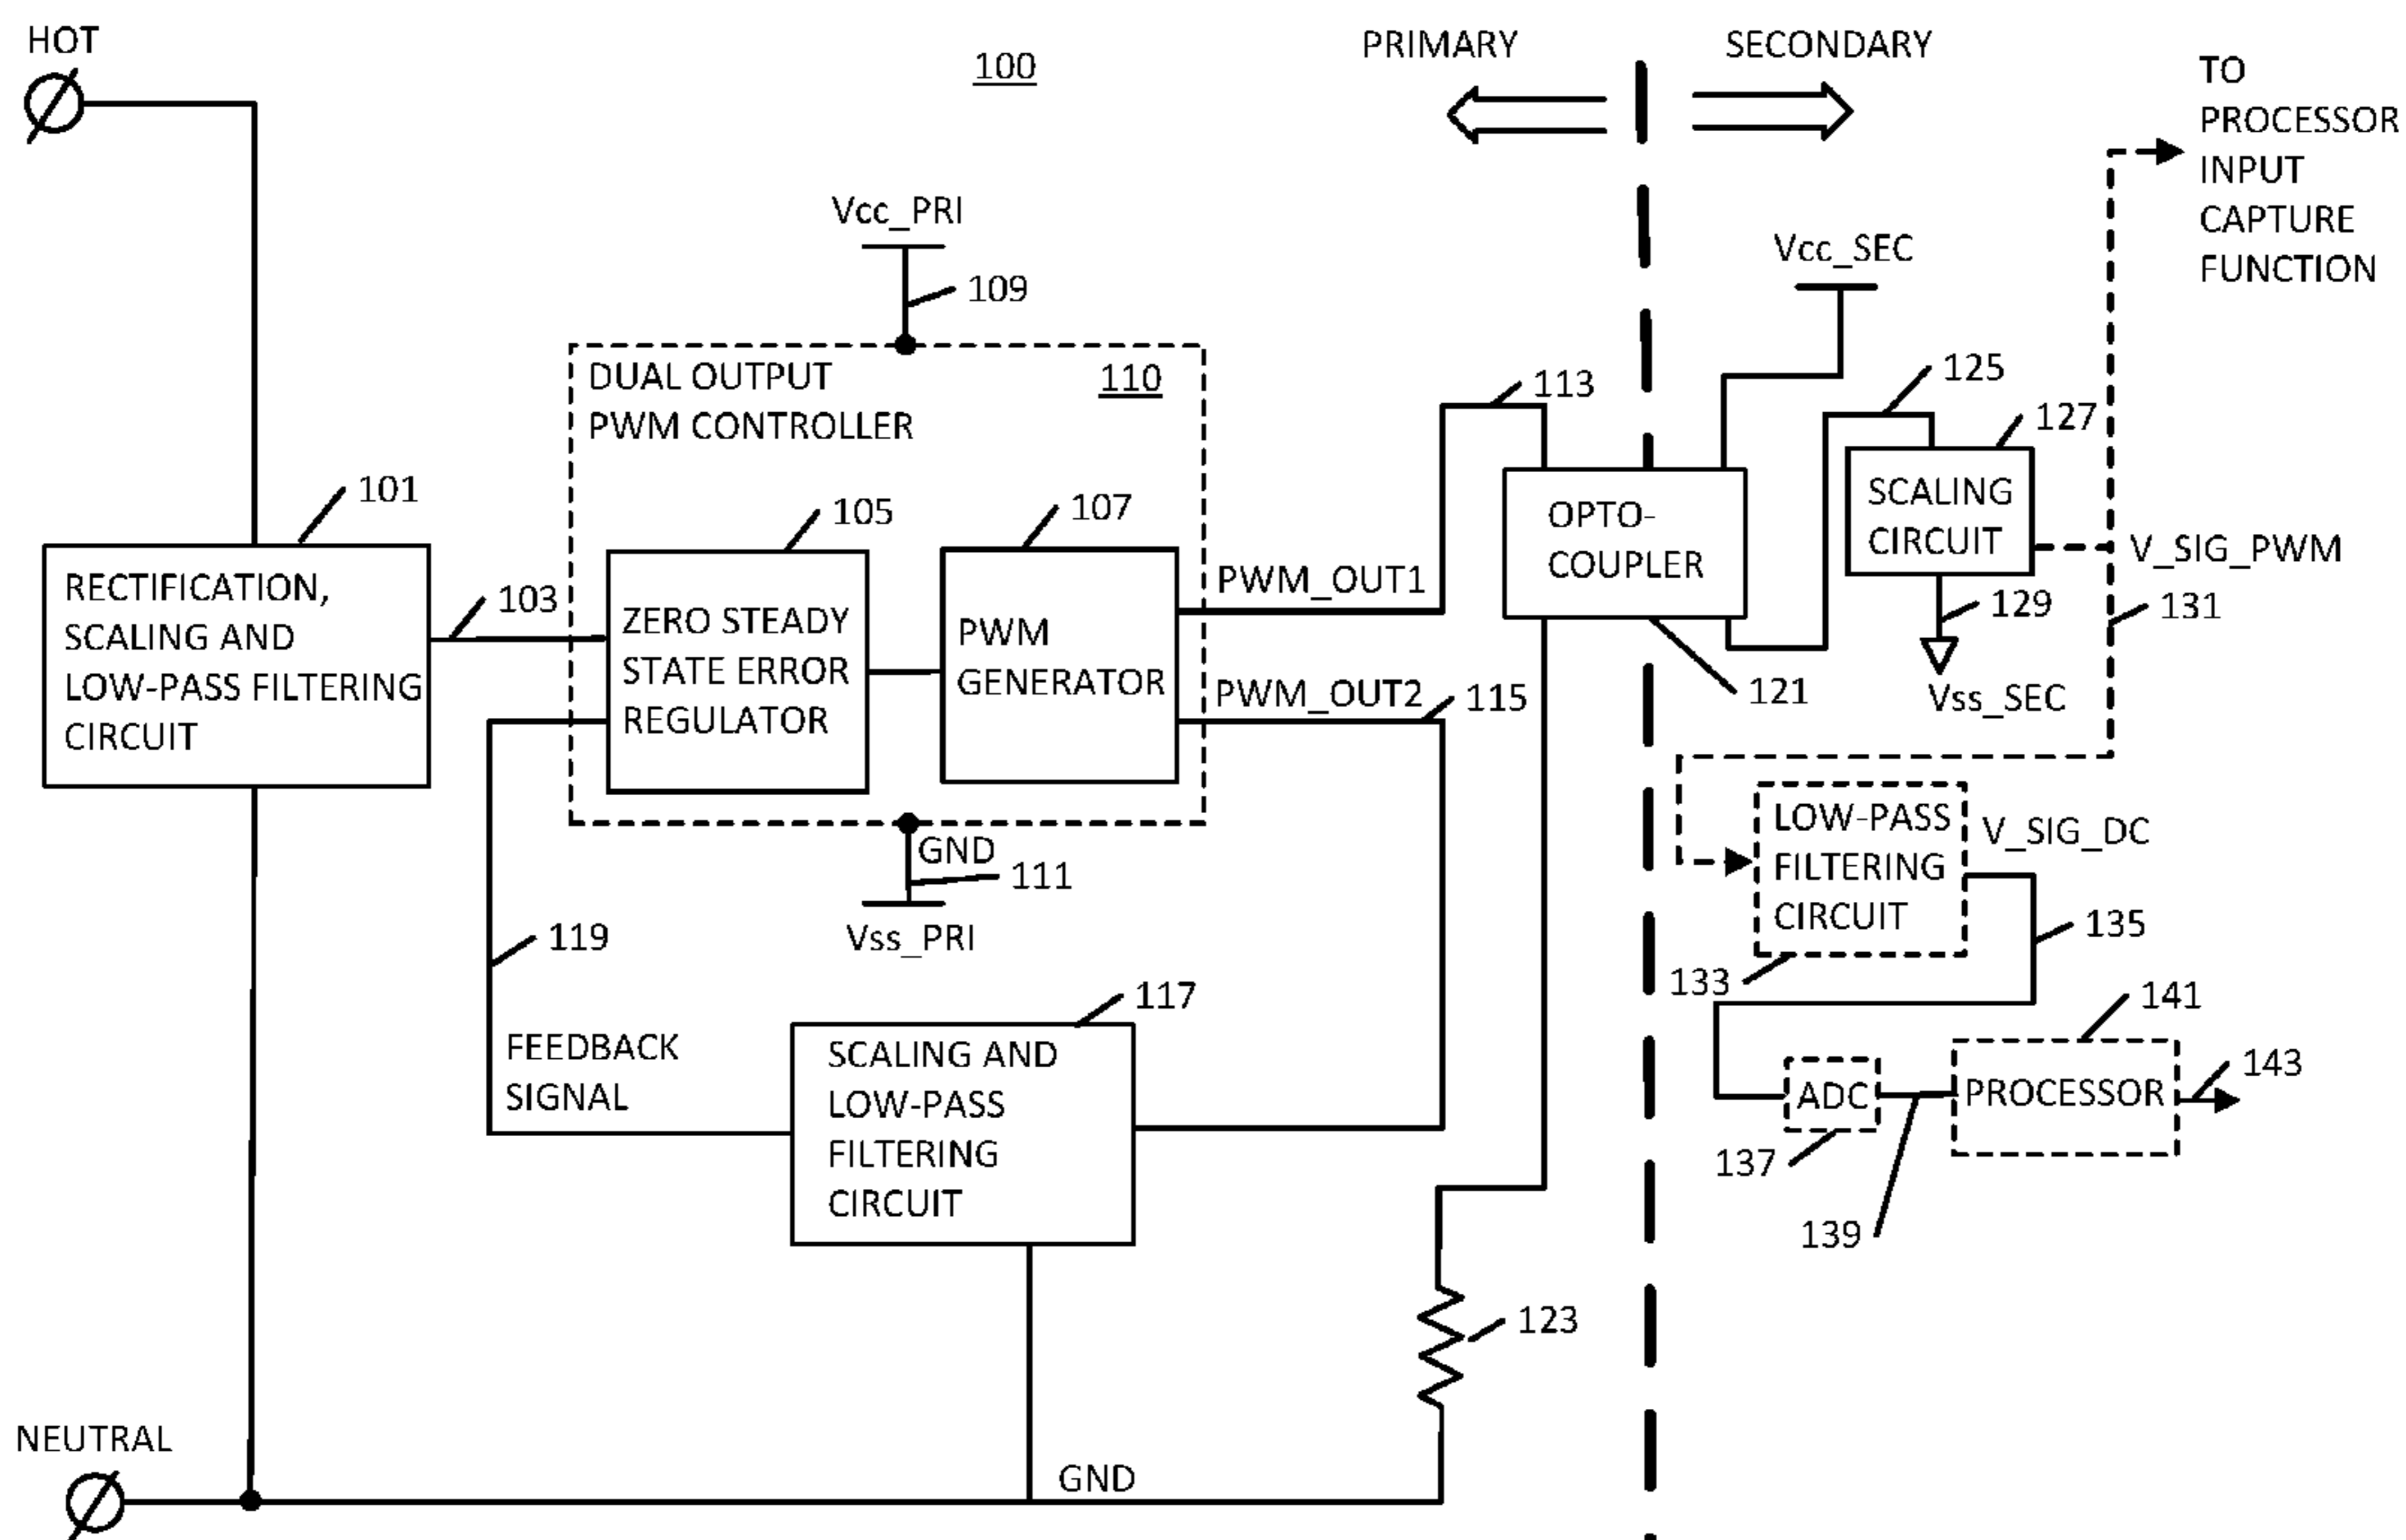 HOT
100
PRIMARY
SECONDARY
TO
PROCESSOR
INPUT
CAPTURE
FUNCTION
Vcc_PRI
109
Vcc_SEC
DUAL OUTPUT
PWM CONTROLLER
110
113
125
127
101
105
107
RECTIFICATION,
SCALING AND
LOW-PASS FILTERING
CIRCUIT
103
ZERO STEADY
STATE ERROR
REGULATOR
PWM
GENERATOR
PWM_OUT1
PWM_OUT2
115
OPTO-
COUPLER
121
SCALING
CIRCUIT
V_SIG_PWM
129
131
Vss_SEC
GND
111
Vss_PRI
LOW-PASS
FILTERING
CIRCUIT
V_SIG_DC
133
135
119
117
FEEDBACK
SIGNAL
SCALING AND
LOW-PASS
FILTERING
CIRCUIT
141
ADC
PROCESSOR
143
137
139
123
NEUTRAL
GND